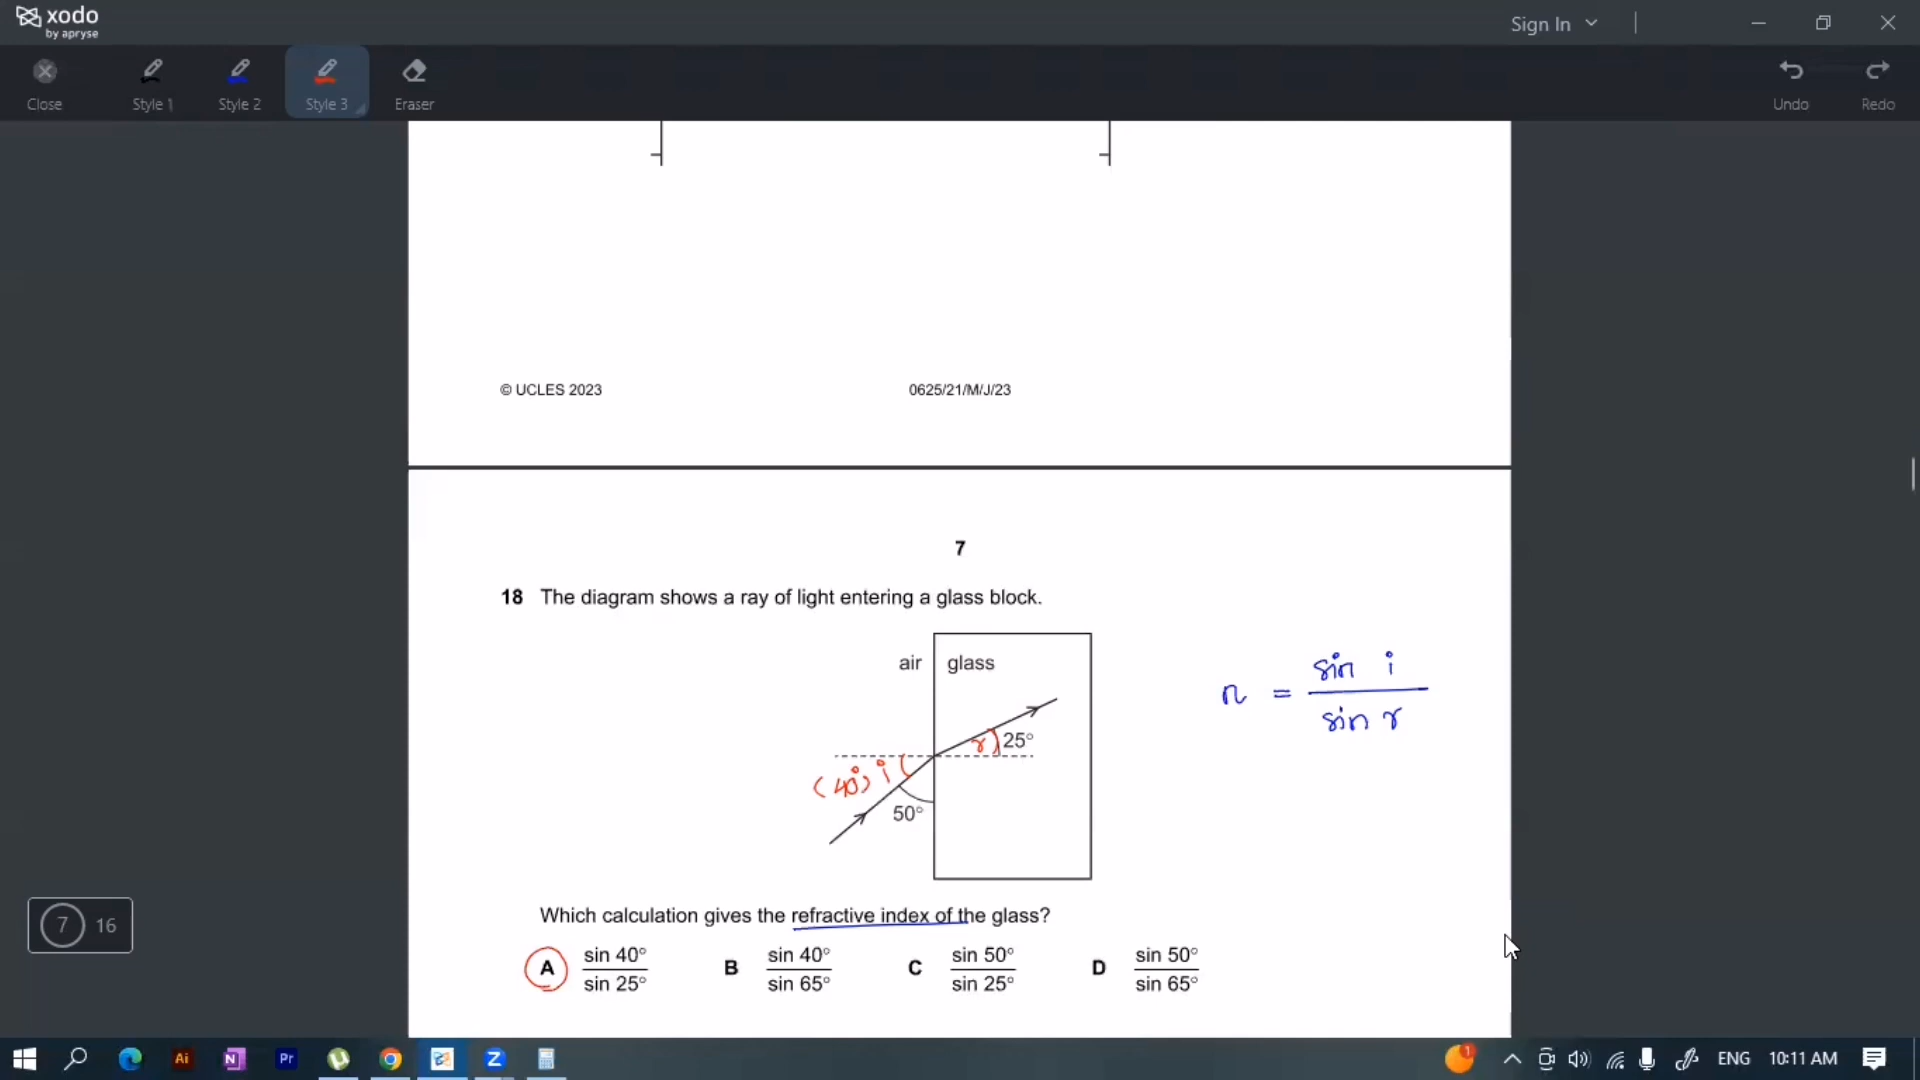 xodo
by apryse
Sign In
Close
Style 1
Style 2
Style 3
Eraser
Undo
Redo
© UCLES 2023
0625/21/M/J/23
7
18 The diagram shows a ray of light entering a glass block.
air glass
n = sin i / sin r
r 25°
(40°) i
50°
Which calculation gives the refractive index of the glass?
A sin 40° / sin 25° B sin 40° / sin 65° C sin 50° / sin 25° D sin 50° / sin 65°
7 16
Ai
N
Pr
Z
1
ENG
10:11 AM